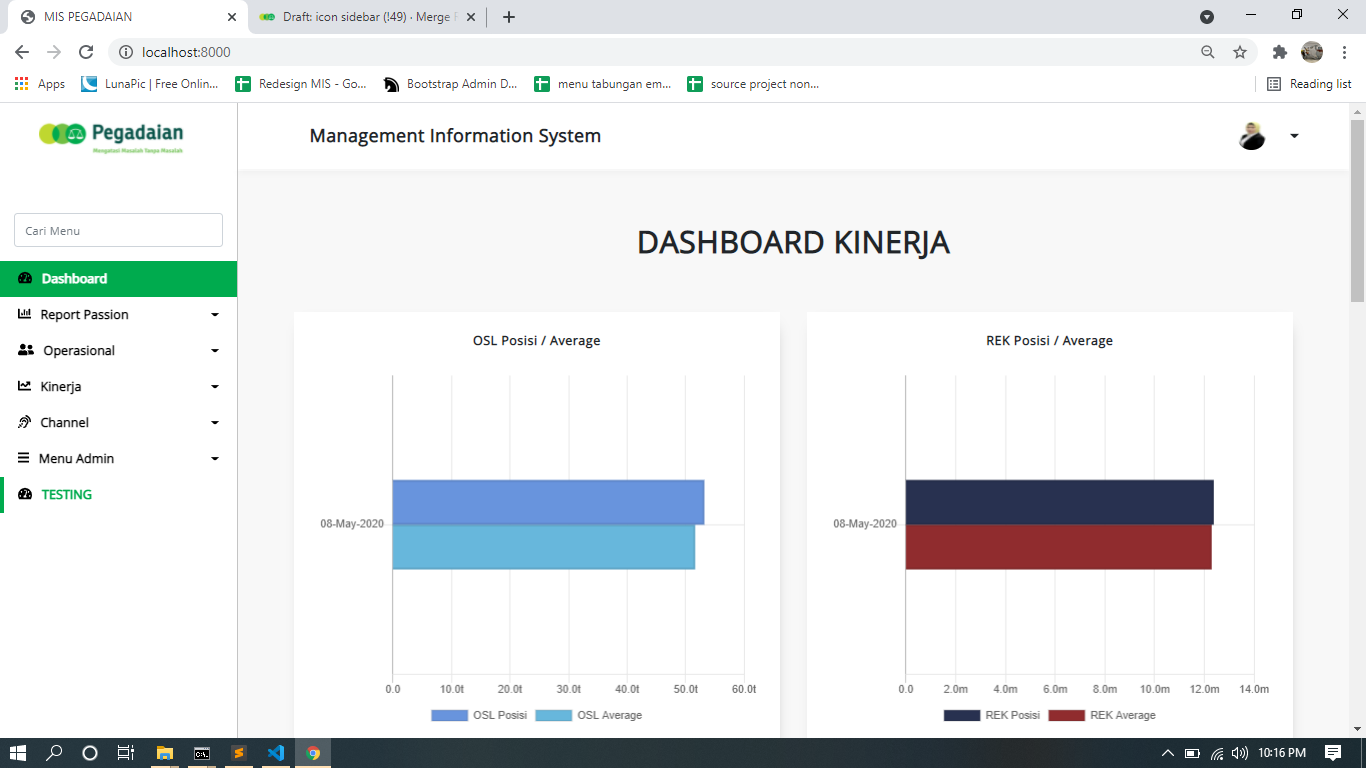 MIS PEGADAIAN
Draft: icon sidebar (!49) · Merge
localhost:8000
Apps
LunaPic | Free Onlin...
Redesign MIS - Go...
Bootstrap Admin D...
menu tabungan em...
source project non...
Reading list
Pegadaian
Mengatasi Masalah Tanpa Masalah
Management Information System
Cari Menu
Dashboard
Report Passion
Operasional
Kinerja
Channel
Menu Admin
TESTING
DASHBOARD KINERJA
OSL Posisi / Average
08-May-2020
0.0 10.0t 20.0t 30.0t 40.0t 50.0t 60.0t
OSL Posisi OSL Average
REK Posisi / Average
08-May-2020
0.0 2.0m 4.0m 6.0m 8.0m 10.0m 12.0m 14.0m
REK Posisi REK Average
10:16 PM